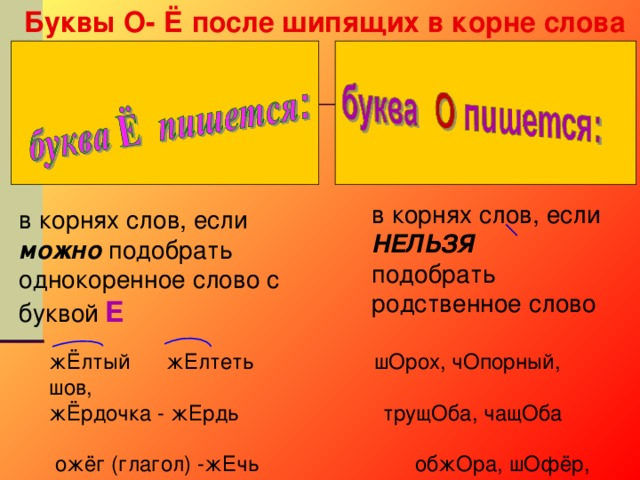 Буквы О- Ё после шипящих в корне слова
буква Ё пишется:
в корнях слов, если
можно подобрать
однокоренное слово с
буквой Е
буква О пишется:
в корнях слов, если
НЕЛЬЗЯ
подобрать
родственное слово
жЁлтый жЕлтеть шОрох, чОпорный,
шов,
жЁрдочка - жЕрдь трущОба, чащОба
ожёг (глагол) -жЕчь обжОра, шОфёр,